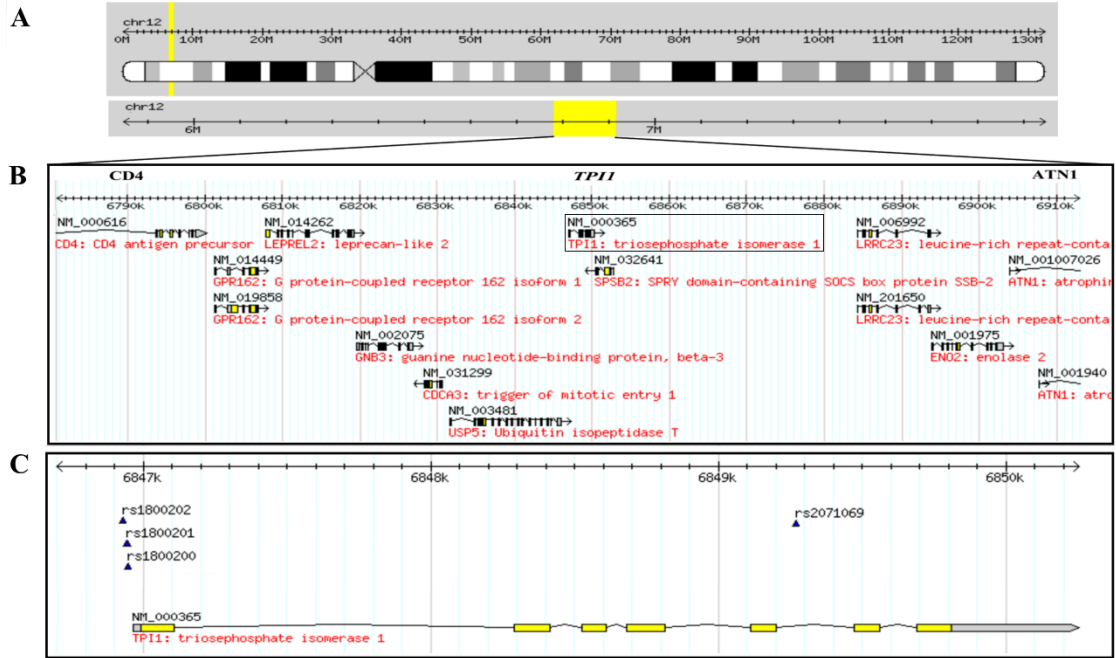 A
chr12
0M 10M 20M 30M 40M 50M 60M 70M 80M 90M 100M 110M 120M 130M
chr12
6M 7M
B
CD4 TPI1 ATN1
6790k 6800k 6810k 6820k 6830k 6840k 6850k 6860k 6870k 6880k 6890k 6900k 6910k
NM_000616 NM_014262 NM_000365 NM_006992
CD4: CD4 antigen precursor LEPREL2: leprecan-like 2 TPI1: triosephosphate isomerase 1 LRRC23: leucine-rich repeat-conta
NM_014449 NM_032641 NM_001007026
GPR162: G protein-coupled receptor 162 isoform 1 SPSB2: SPRY domain-containing SOCS box protein SSB-2 ATN1: atrophin
NM_019858 NM_201650
GPR162: G protein-coupled receptor 162 isoform 2 LRRC23: leucine-rich repeat-conta
NM_002075 NM_001975
GNB3: guanine nucleotide-binding protein, beta-3 ENO2: enolase 2
NM_031299 NM_001940
CDCA3: trigger of mitotic entry 1 ATN1: atro
NM_003481
USP5: Ubiquitin isopeptidase T
C
6847k 6848k 6849k 6850k
rs1800202 rs2071069
rs1800201
rs1800200
NM_000365
TPI1: triosephosphate isomerase 1